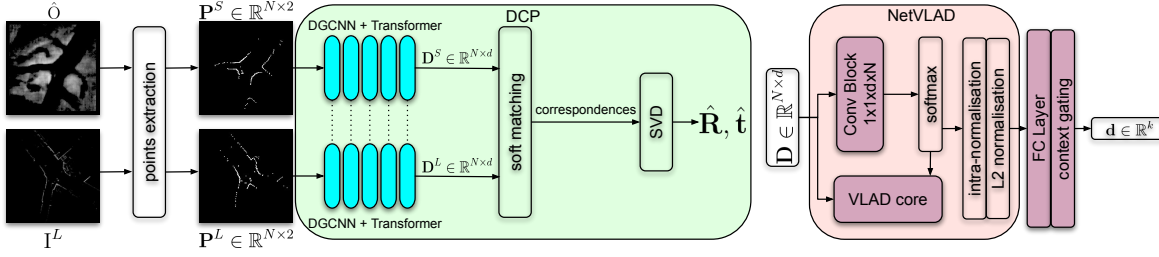 Ô
I^L
points extraction
P^S ∈ ℝ^{N×2}
P^L ∈ ℝ^{N×2}
DCP
DGCNN + Transformer
D^S ∈ ℝ^{N×d}
D^L ∈ ℝ^{N×d}
DGCNN + Transformer
soft matching
correspondences
SVD
R̂, t̂
D ∈ ℝ^{N×d}
NetVLAD
Conv Block
1x1xdxN
softmax
VLAD core
intra-normalisation
L2 normalisation
FC Layer
context gating
d ∈ ℝ^k